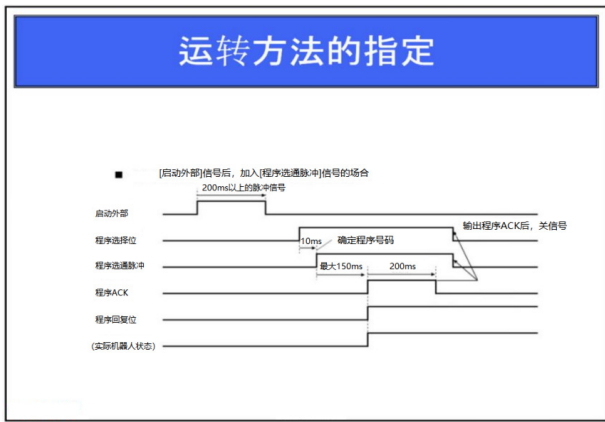 运转方法的指定
[启动外部]信号后，加入[程序选通脉冲]信号的场合
200ms以上的脉冲信号
启动外部
输出程序ACK后，关信号
程序选择位
10ms
确定程序号码
程序选通脉冲
最大150ms
200ms
程序ACK
程序回复位
(实际机器人状态)